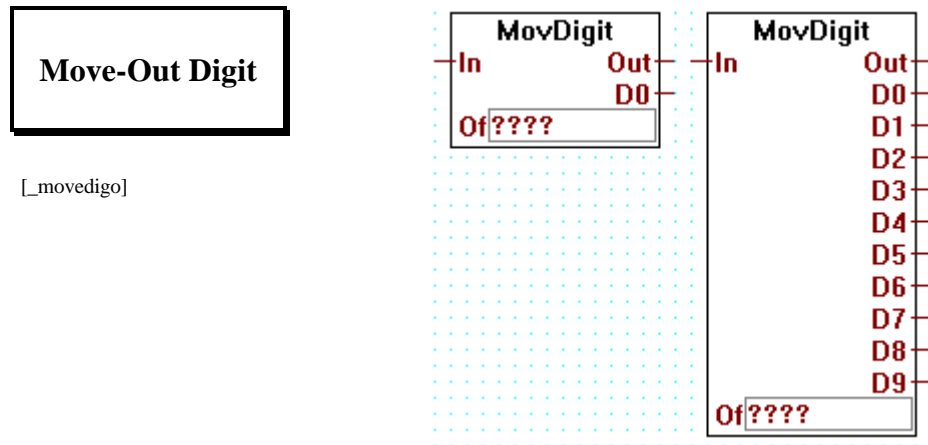 Move-Out Digit
[_movedigo]
MovDigit
In Out
D0
Of ????
MovDigit
In Out
D0
D1
D2
D3
D4
D5
D6
D7
D8
D9
Of ????